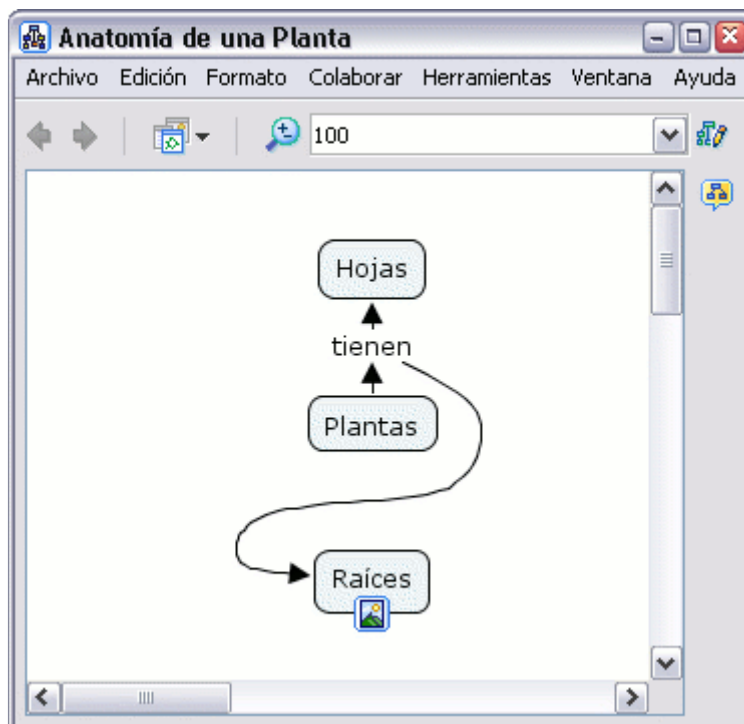 Anatomía de una Planta
Archivo Edición Formato Colaborar Herramientas Ventana Ayuda
100
Hojas
tienen
Plantas
Raíces